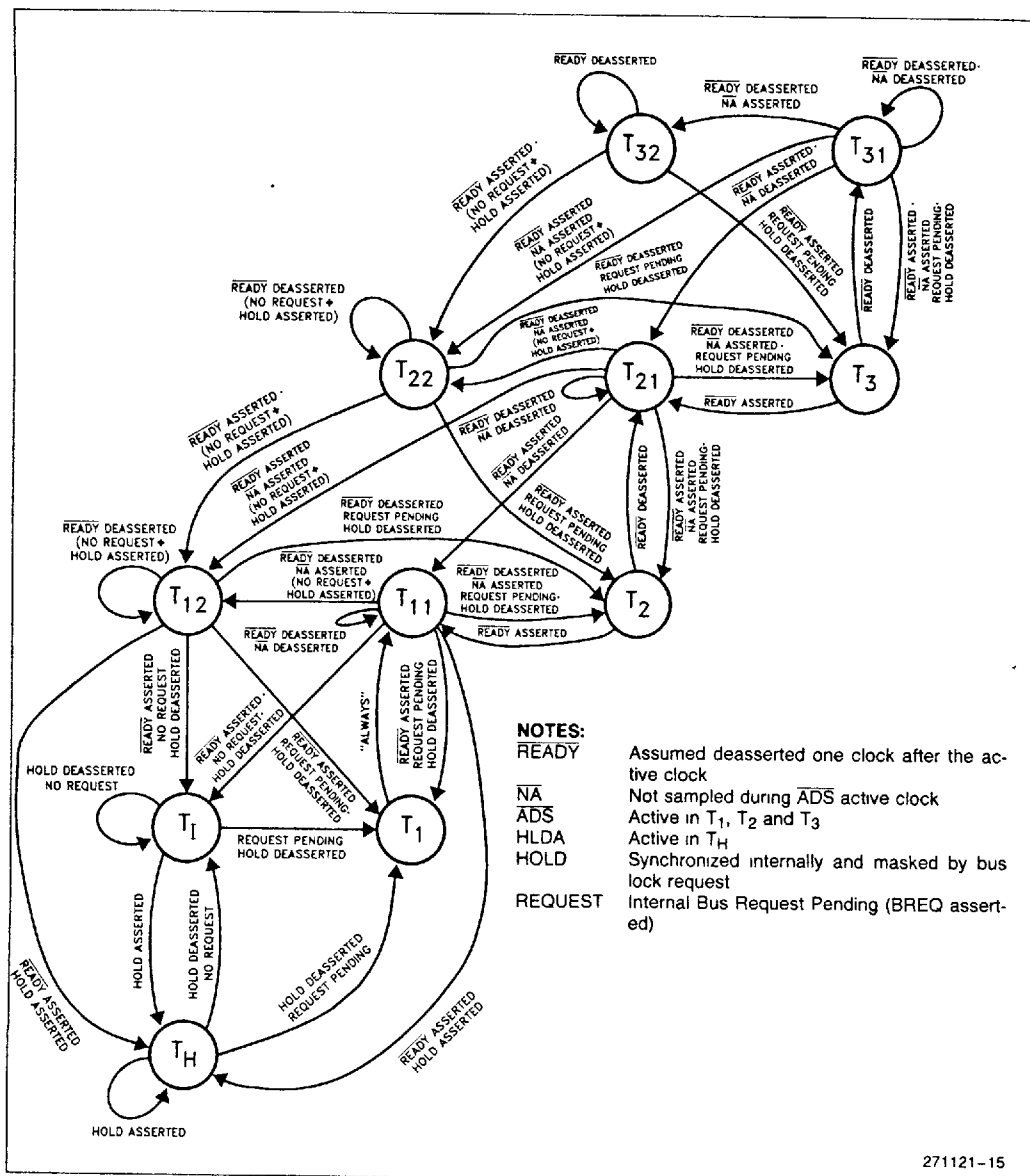 READY DEASSERTED
READY DEASSERTED
NA ASSERTED
READY DEASSERTED·
NA DEASSERTED
T32
T31
READY ASSERTED·
(NO REQUEST+
HOLD ASSERTED)
READY ASSERTED
NA ASSERTED
(NO REQUEST+
HOLD ASSERTED)
READY ASSERTED·
NA DEASSERTED
READY ASSERTED
REQUEST PENDING
HOLD DEASSERTED
READY DEASSERTED
READY ASSERTED·
NA ASSERTED
REQUEST PENDING·
HOLD DEASSERTED
READY DEASSERTED
REQUEST PENDING
HOLD DEASSERTED
READY DEASSERTED
(NO REQUEST+
HOLD ASSERTED)
READY DEASSERTED
NA ASSERTED
(NO REQUEST+
HOLD ASSERTED)
READY DEASSERTED
NA ASSERTED·
REQUEST PENDING
HOLD DEASSERTED
T22
T21
T3
READY ASSERTED
READY DEASSERTED
NA DEASSERTED
READY ASSERTED·
(NO REQUEST+
HOLD ASSERTED)
READY ASSERTED
NA ASSERTED
(NO REQUEST+
HOLD ASSERTED)
READY ASSERTED
NA DEASSERTED
READY ASSERTED
REQUEST PENDING
HOLD DEASSERTED
READY DEASSERTED
READY ASSERTED
NA ASSERTED
REQUEST PENDING·
HOLD DEASSERTED
READY DEASSERTED
REQUEST PENDING
HOLD DEASSERTED
READY DEASSERTED
(NO REQUEST+
HOLD ASSERTED)
READY DEASSERTED
NA ASSERTED
(NO REQUEST+
HOLD ASSERTED)
READY DEASSERTED
NA ASSERTED
REQUEST PENDING·
HOLD DEASSERTED
T12
T11
T2
READY ASSERTED
READY DEASSERTED
NA DEASSERTED
READY ASSERTED
NO REQUEST
HOLD DEASSERTED
READY ASSERTED·
NO REQUEST·
HOLD DEASSERTED
READY ASSERTED
REQUEST PENDING·
HOLD DEASSERTED
"ALWAYS"
READY ASSERTED
REQUEST PENDING
HOLD DEASSERTED
HOLD DEASSERTED
NO REQUEST
TI
REQUEST PENDING
HOLD DEASSERTED
T1
HOLD ASSERTED
HOLD DEASSERTED
NO REQUEST
HOLD DEASSERTED
REQUEST PENDING
READY ASSERTED
HOLD ASSERTED
READY ASSERTED
HOLD ASSERTED
TH
HOLD ASSERTED
NOTES:
READY Assumed deasserted one clock after the ac-
tive clock
NA Not sampled during ADS active clock
ADS Active in T1, T2 and T3
HLDA Active in TH
HOLD Synchronized internally and masked by bus
lock request
REQUEST Internal Bus Request Pending (BREQ assert-
ed)
271121-15